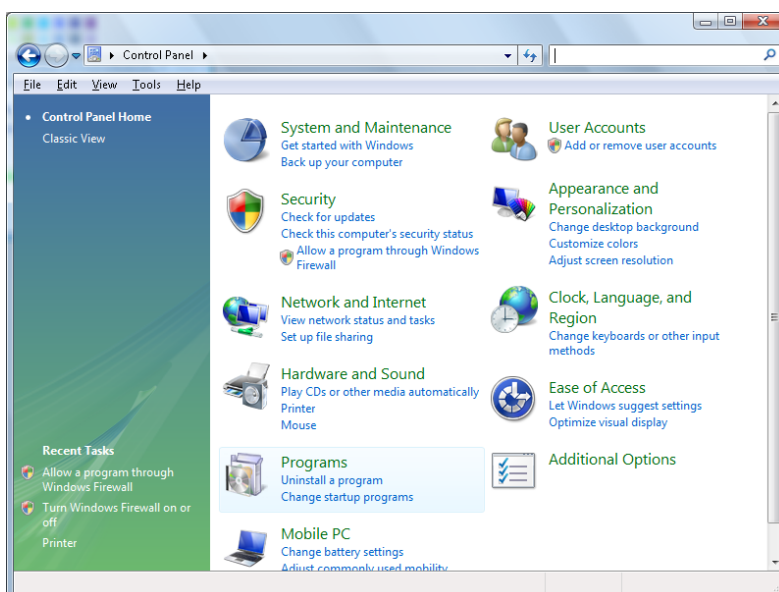 Control Panel
File Edit View Tools Help
Control Panel Home
Classic View
Recent Tasks
Allow a program through
Windows Firewall
Turn Windows Firewall on or
off
Printer
System and Maintenance
Get started with Windows
Back up your computer
Security
Check for updates
Check this computer's security status
Allow a program through Windows
Firewall
Network and Internet
View network status and tasks
Set up file sharing
Hardware and Sound
Play CDs or other media automatically
Printer
Mouse
Programs
Uninstall a program
Change startup programs
Mobile PC
Change battery settings
Adjust commonly used mobility
User Accounts
Add or remove user accounts
Appearance and
Personalization
Change desktop background
Customize colors
Adjust screen resolution
Clock, Language, and
Region
Change keyboards or other input
methods
Ease of Access
Let Windows suggest settings
Optimize visual display
Additional Options